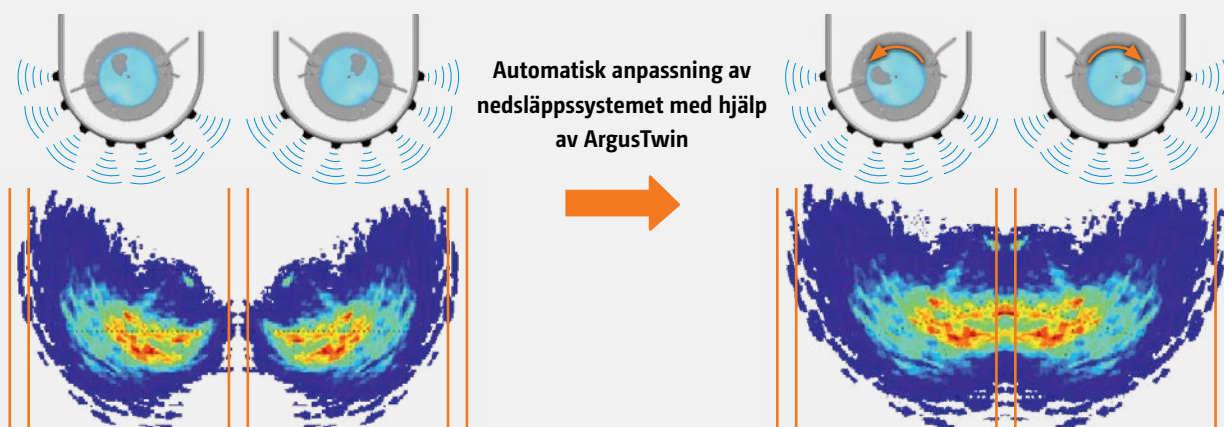 Automatisk anpassning av
nedsläppssystemet med hjälp
av ArgusTwin